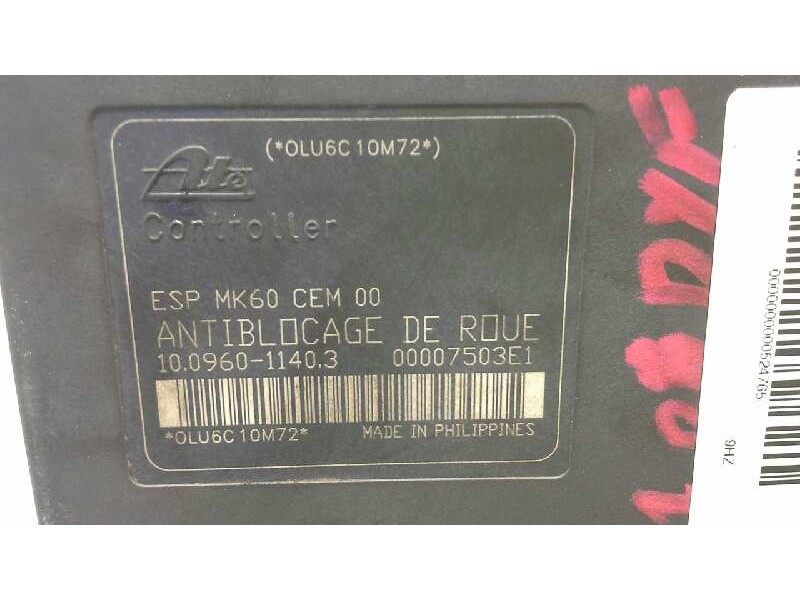 (*OLU6C10M72*)
Ate
Controller
ESP MK60 CEM 00
ANTIBLOCAGE DE ROUE
10.0960-1140.3 00007503E1
*OLU6C10M72*
MADE IN PHILIPPINES
9HZ